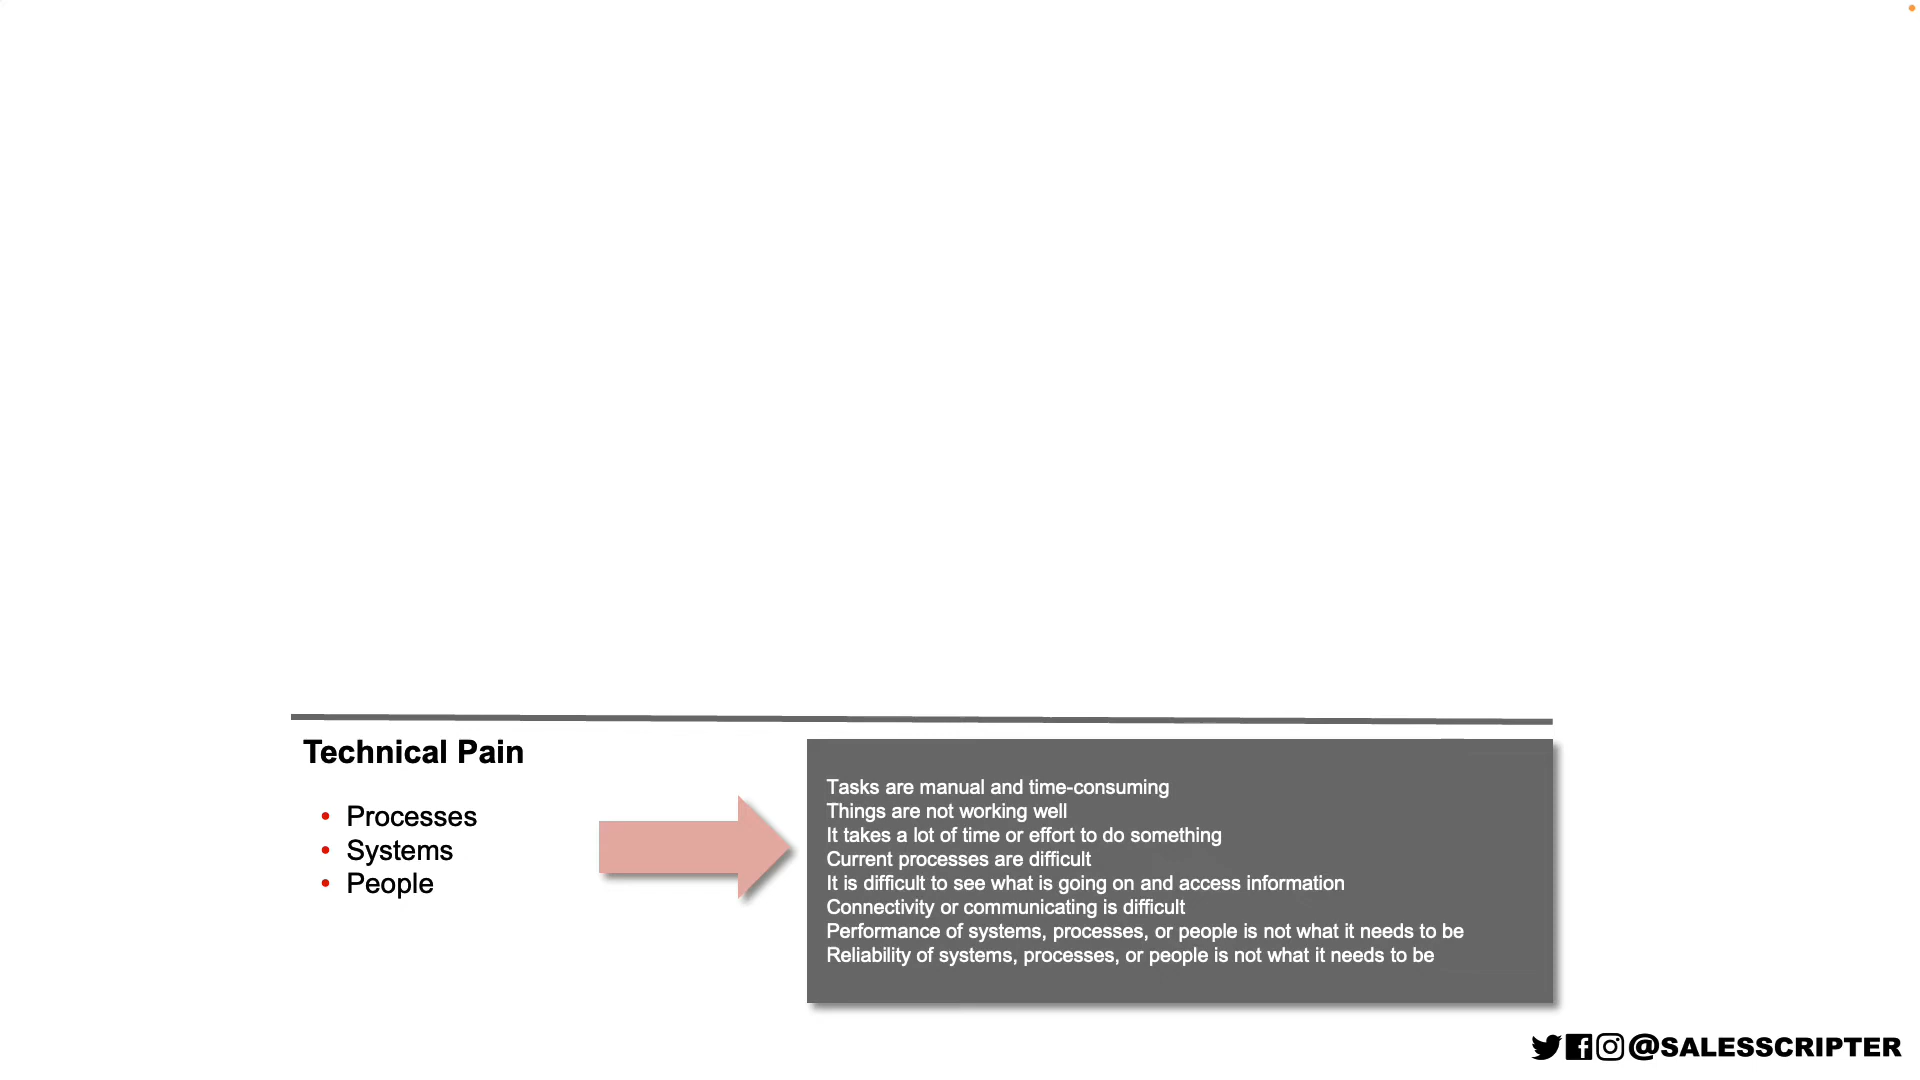 Technical Pain
• Processes
• Systems
• People
Tasks are manual and time-consuming
Things are not working well
It takes a lot of time or effort to do something
Current processes are difficult
It is difficult to see what is going on and access information
Connectivity or communicating is difficult
Performance of systems, processes, or people is not what it needs to be
Reliability of systems, processes, or people is not what it needs to be
@SALESSCRIPTER